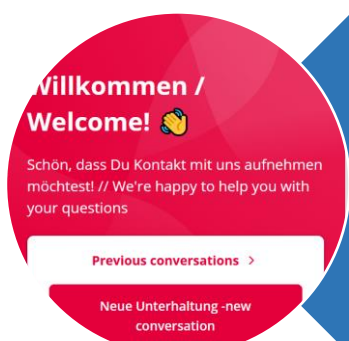 Willkommen /
Welcome! 👋
Schön, dass Du Kontakt mit uns aufnehmen
möchtest! // We're happy to help you with
your questions
Previous conversations >
Neue Unterhaltung -new
conversation